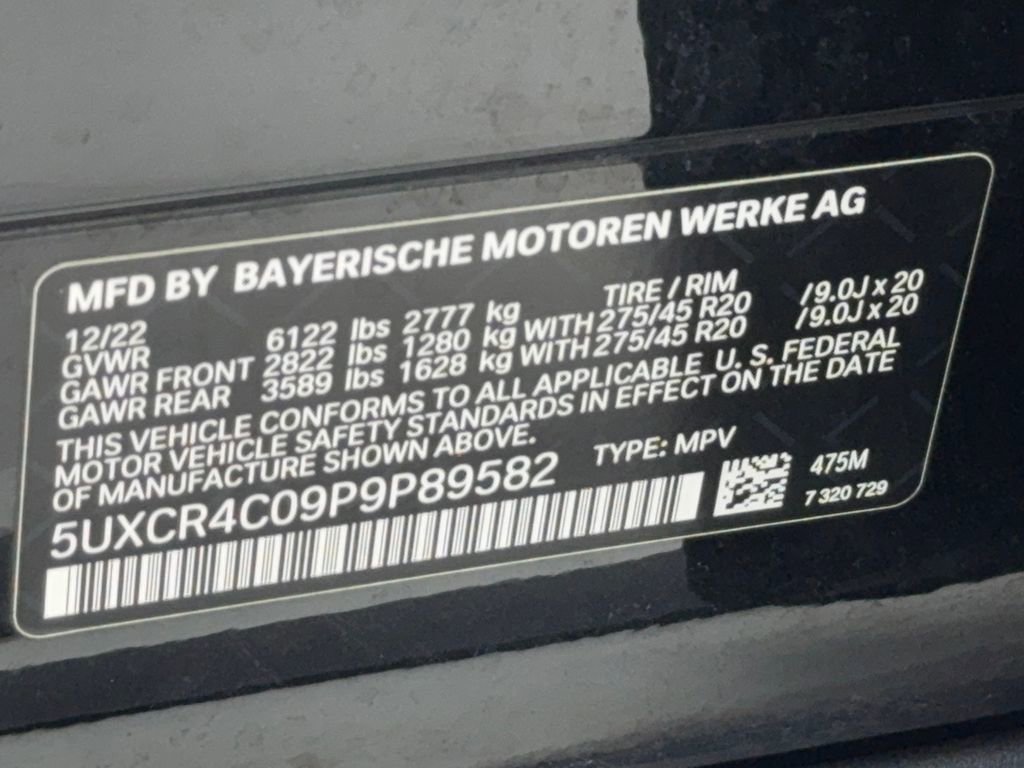 MFD BY BAYERISCHE MOTOREN WERKE AG
12/22 TIRE / RIM
GVWR 6122 lbs 2777 kg
GAWR FRONT 2822 lbs 1280 kg WITH 275/45 R20 /9.0J x 20
GAWR REAR 3589 lbs 1628 kg WITH 275/45 R20 /9.0J x 20
THIS VEHICLE CONFORMS TO ALL APPLICABLE U. S. FEDERAL
MOTOR VEHICLE SAFETY STANDARDS IN EFFECT ON THE DATE
OF MANUFACTURE SHOWN ABOVE.
5UXCR4C09P9P89582 TYPE: MPV
475M
7 320 729